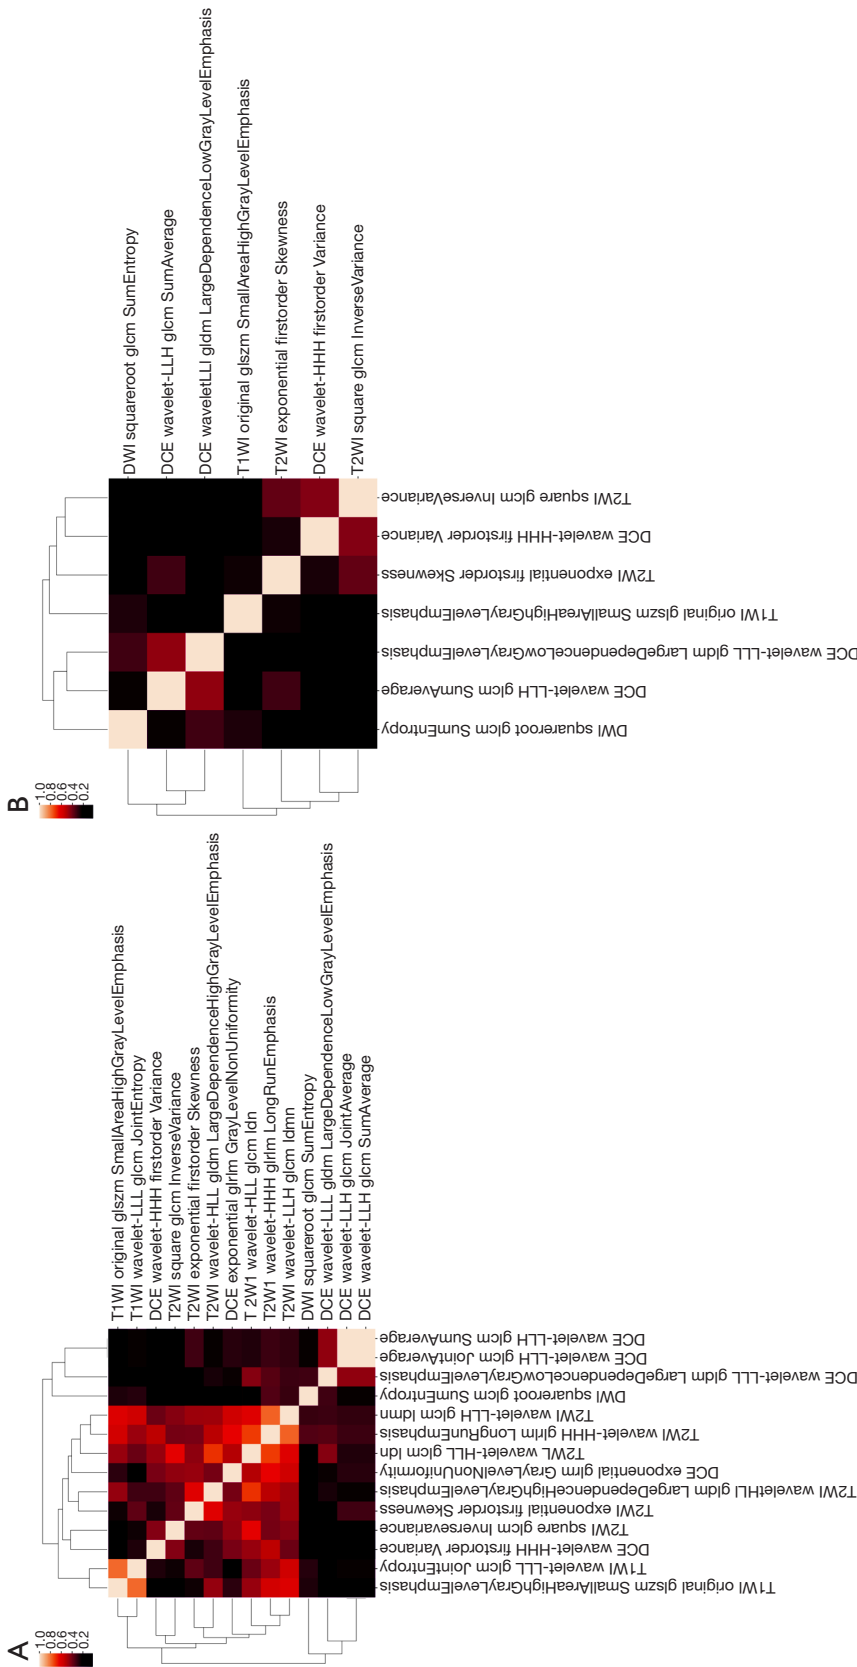 A
1.0
0.8
0.6
0.4
0.2
T1WI original glszm SmallAreaHighGrayLevelEmphasis
T1WI wavelet-LLL glcm JointEntropy
DCE wavelet-HHH firstorder Variance
T2WI square glcm InverseVariance
T2WI exponential firstorder Skewness
T2WI wavelet-HLL gldm LargeDependenceHighGrayLevelEmphasis
DCE exponential glrlm GrayLevelNonUniformity
T 2W1 wavelet-HLL glcm Idn
T2W1 wavelet-HHH glrlm LongRunEmphasis
T2WI wavelet-LLH glcm Idmn
DWI squareroot glcm SumEntropy
DCE wavelet-LLL gldm LargeDependenceLowGrayLevelEmphasis
DCE wavelet-LLH glcm JointAverage
DCE wavelet-LLH glcm SumAverage
T1WI original glszm SmallAreaHighGrayLevelEmphasis
T1WI wavelet-LLL glcm JointEntropy
DCE wavelet-HHH firstorder Variance
T2WI square glcm Inversevariance
T2WI exponential firstorder Skewness
T2WI waveletHLI gldm LargeDependenceHighGrayLevelEmphasis
DCE exponential glrm GrayLevelNonUniformity
T2WL wavelet-HLL glcm Idn
T2WI wavelet-HHH glrlm LongRunEmphasis
T2WI wavelet-LLH glcm Idmn
DWI squareroot glcm SumEntropy
DCE wavelet-LLL gldm LargeDependenceLowGrayLevelEmphasis
DCE wavelet-LLH glcm JointAverage
DCE wavelet-LLH glcm SumAverage
B
1.0
0.8
0.6
0.4
0.2
DWI squareroot glcm SumEntropy
DCE wavelet-LLH glcm SumAverage
DCE waveletLLI gldm LargeDependenceLowGrayLevelEmphasis
T1WI original glszm SmallAreaHighGrayLevelEmphasis
T2WI exponential firstorder Skewness
DCE wavelet-HHH firstorder Variance
T2WI square glcm InverseVariance
DWI squareroot glcm SumEntropy
DCE wavelet-LLH glcm SumAverage
DCE wavelet-LLL gldm LargeDependenceLowGrayLevelEmphasis
T1WI original glszm SmallAreaHighGrayLevelEmphasis
T2WI exponential firstorder Skewness
DCE wavelet-HHH firstorder Variance
T2WI square glcm InverseVariance